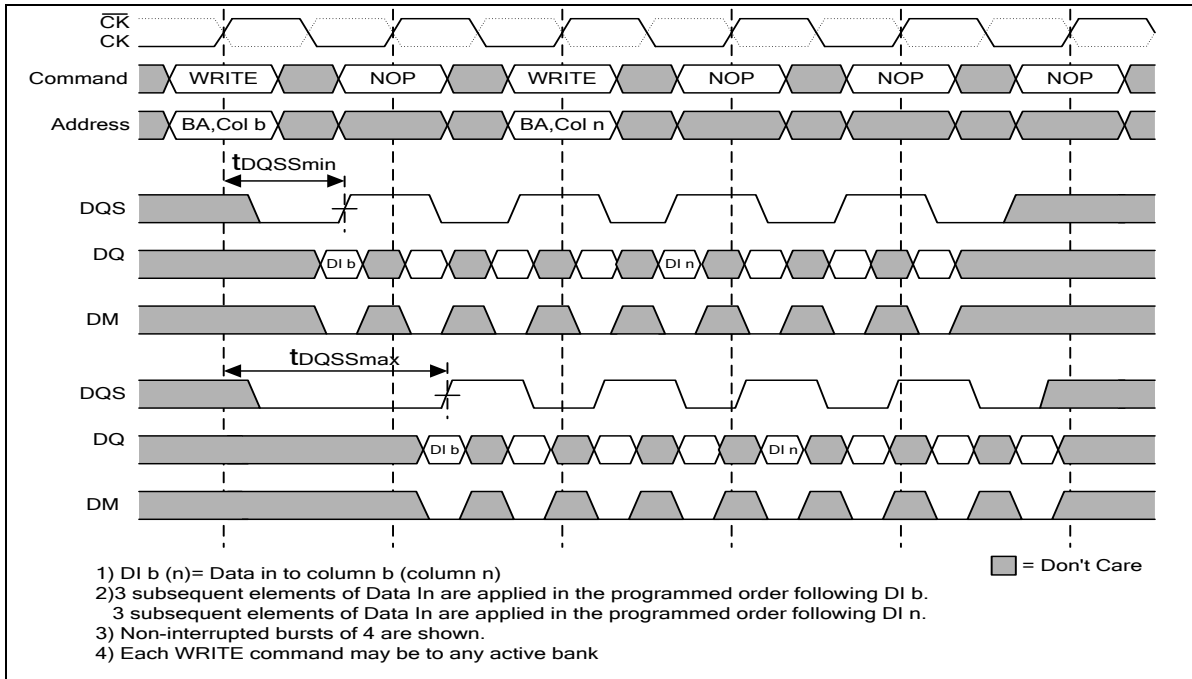 CK
CK
Command WRITE NOP WRITE NOP NOP NOP
Address BA,Col b BA,Col n
tDQSSmin
DQS
DQ DI b DI n
DM
tDQSSmax
DQS
DQ DI b DI n
DM
1) DI b (n)= Data in to column b (column n)
= Don't Care
2)3 subsequent elements of Data In are applied in the programmed order following DI b.
3 subsequent elements of Data In are applied in the programmed order following DI n.
3) Non-interrupted bursts of 4 are shown.
4) Each WRITE command may be to any active bank